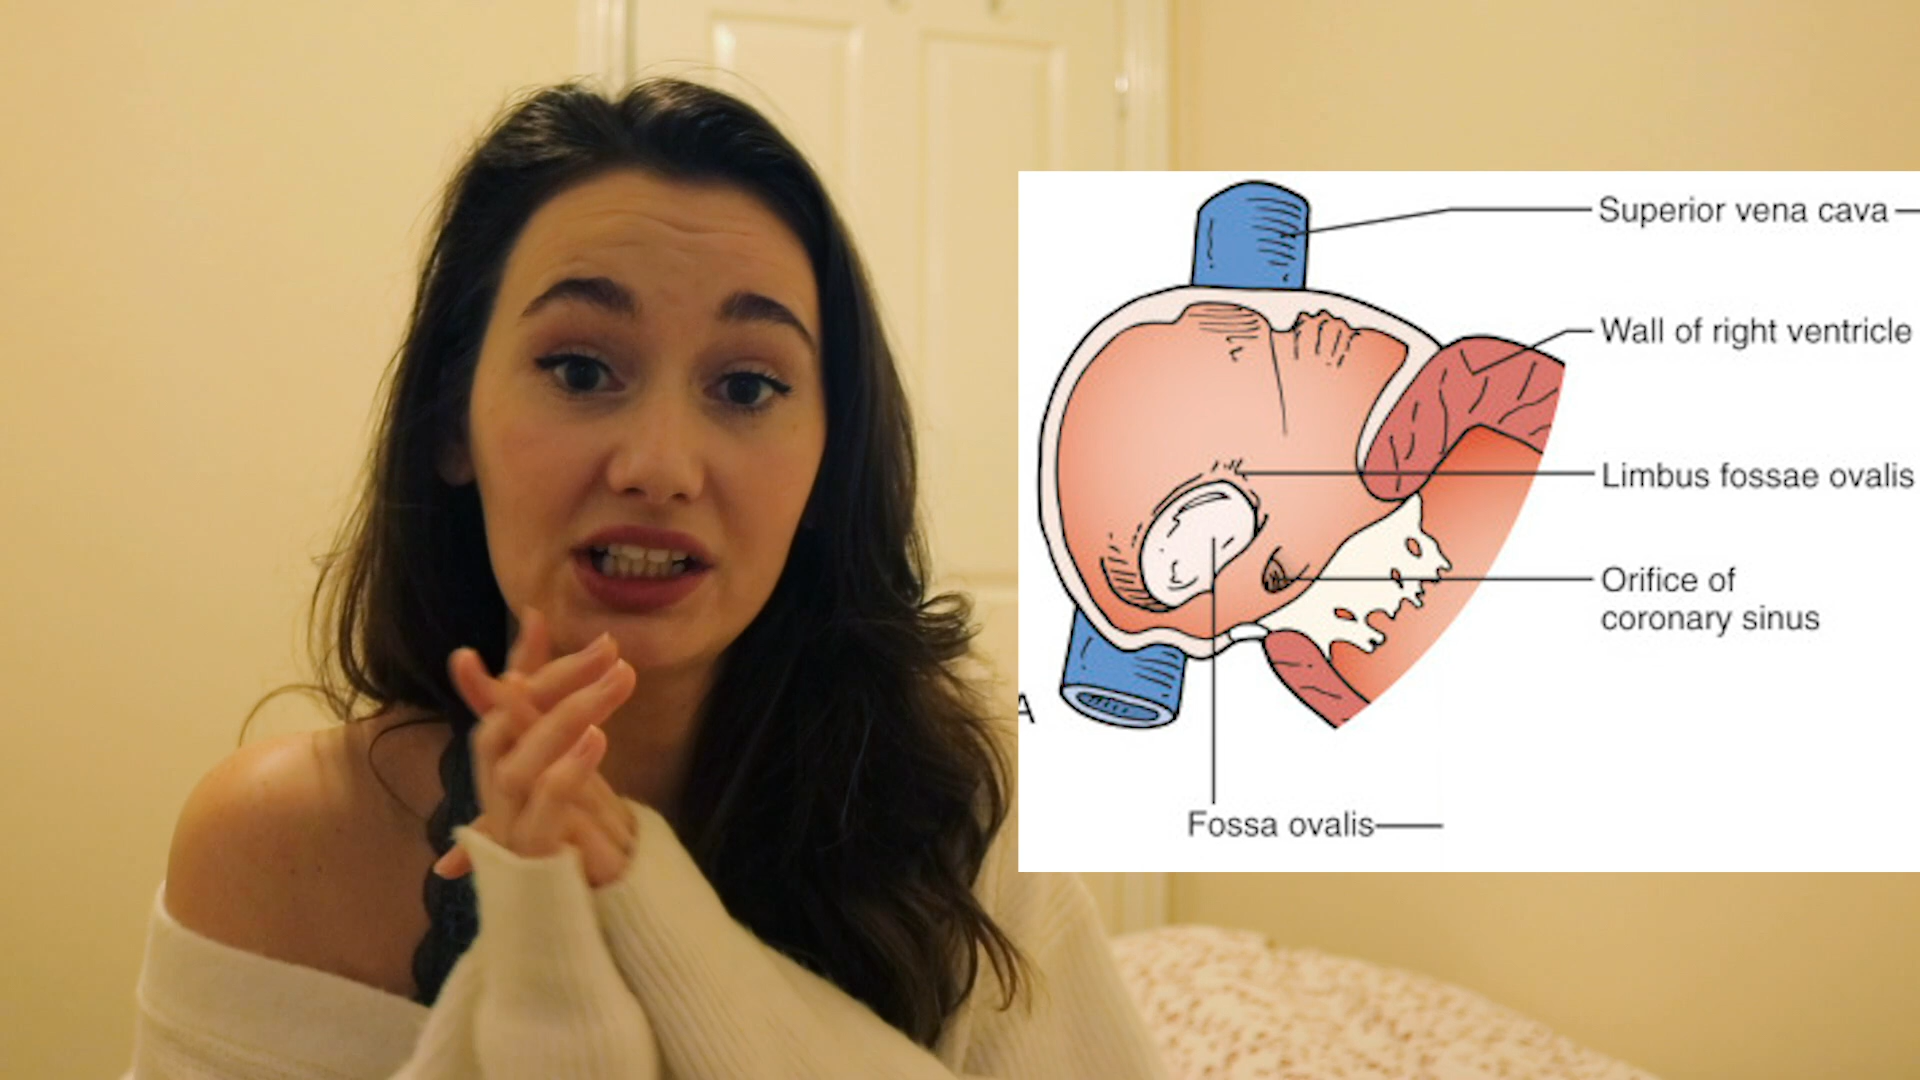 Superior vena cava
Wall of right ventricle
Limbus fossae ovalis
Orifice of
coronary sinus
A
Fossa ovalis